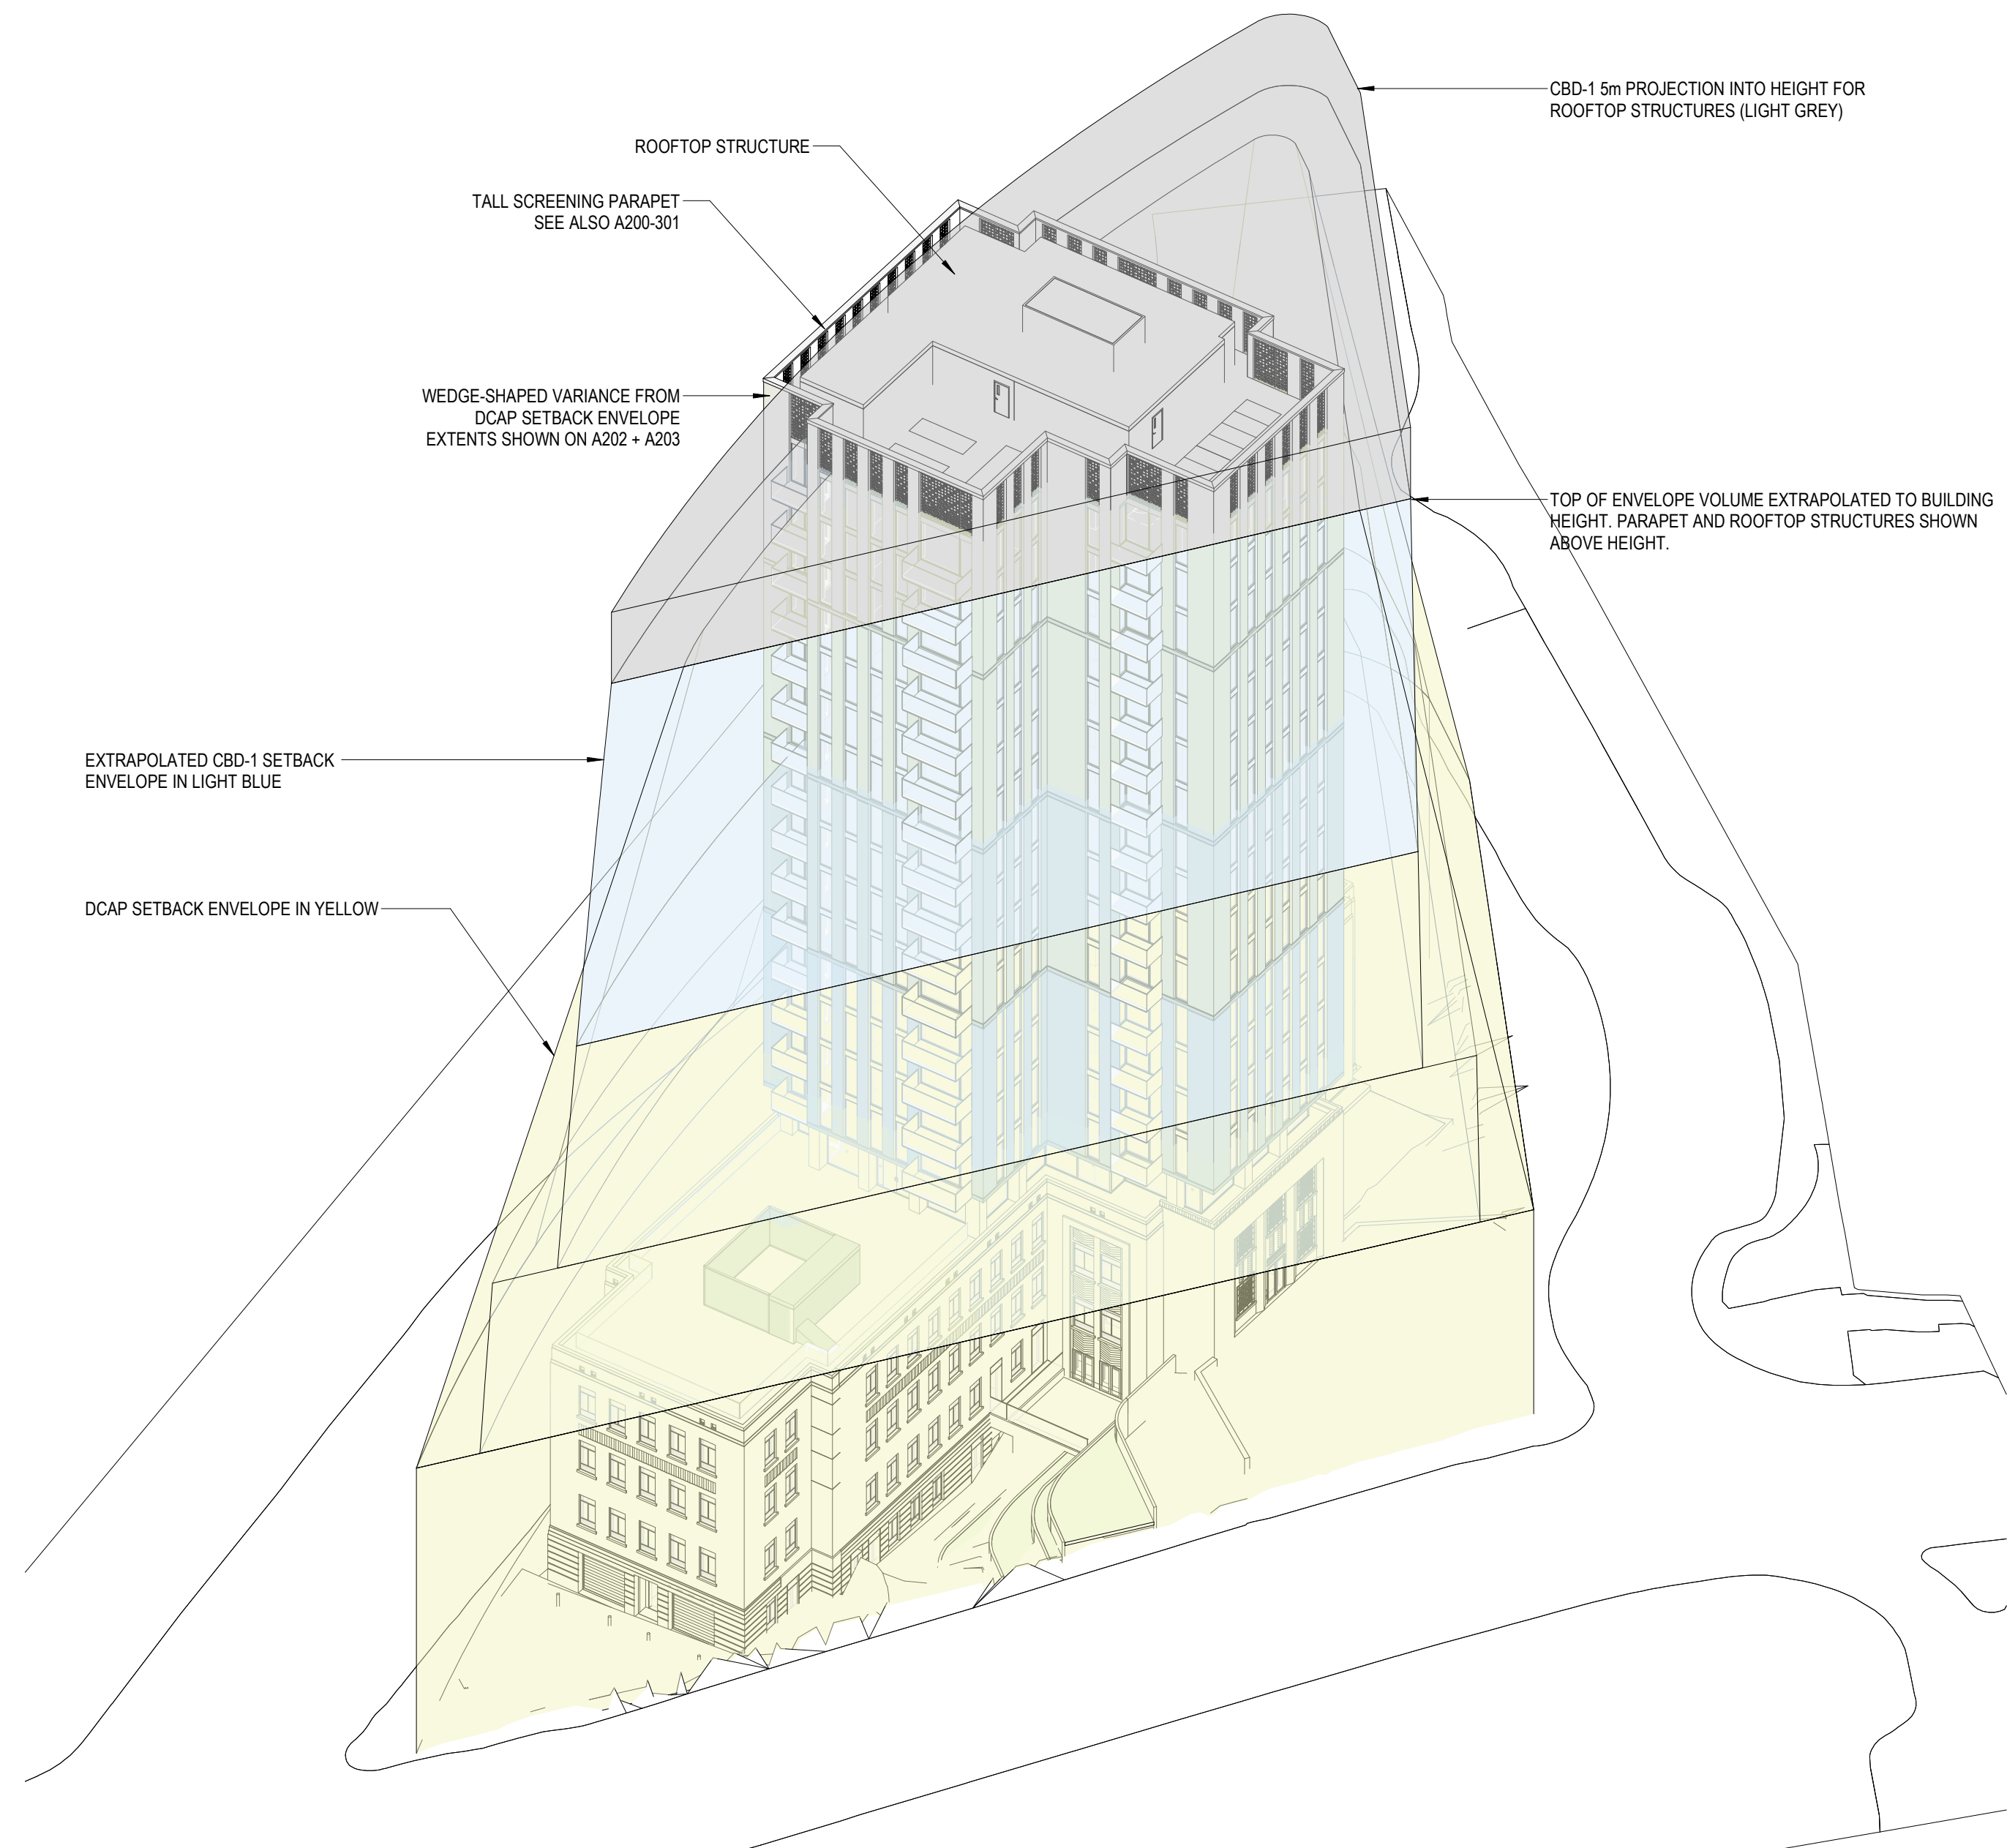 CBD-1 5m PROJECTION INTO HEIGHT FOR
ROOFTOP STRUCTURES (LIGHT GREY)
ROOFTOP STRUCTURE
TALL SCREENING PARAPET
SEE ALSO A200-301
WEDGE-SHAPED VARIANCE FROM
DCAP SETBACK ENVELOPE
EXTENTS SHOWN ON A202 + A203
TOP OF ENVELOPE VOLUME EXTRAPOLATED TO BUILDING
HEIGHT. PARAPET AND ROOFTOP STRUCTURES SHOWN
ABOVE HEIGHT.
EXTRAPOLATED CBD-1 SETBACK
ENVELOPE IN LIGHT BLUE
DCAP SETBACK ENVELOPE IN YELLOW